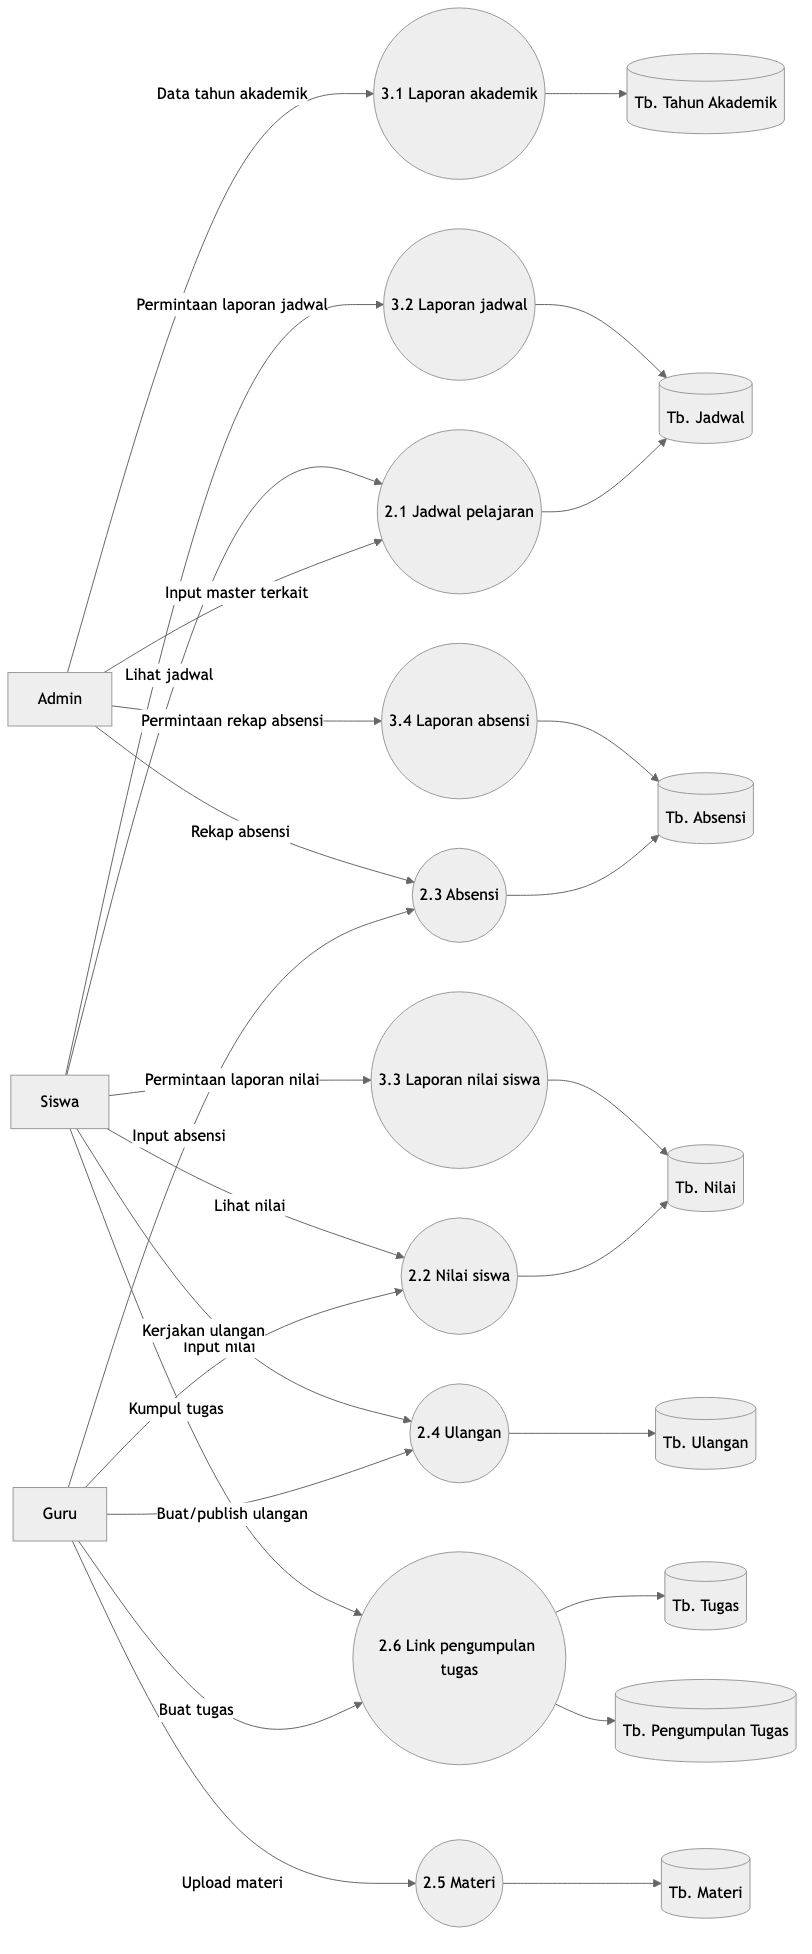 Data tahun akademik
3.1 Laporan akademik
Tb. Tahun Akademik
Permintaan laporan jadwal
3.2 Laporan jadwal
Tb. Jadwal
2.1 Jadwal pelajaran
Input master terkait
Lihat jadwal
Admin
Permintaan rekap absensi
3.4 Laporan absensi
Tb. Absensi
Rekap absensi
2.3 Absensi
Permintaan laporan nilai
3.3 Laporan nilai siswa
Siswa
Input absensi
Tb. Nilai
Lihat nilai
2.2 Nilai siswa
Kerjakan ulangan
Input nilai
Kumpul tugas
2.4 Ulangan
Tb. Ulangan
Guru
Buat/publish ulangan
Tb. Tugas
2.6 Link pengumpulan
tugas
Buat tugas
Tb. Pengumpulan Tugas
Upload materi
2.5 Materi
Tb. Materi